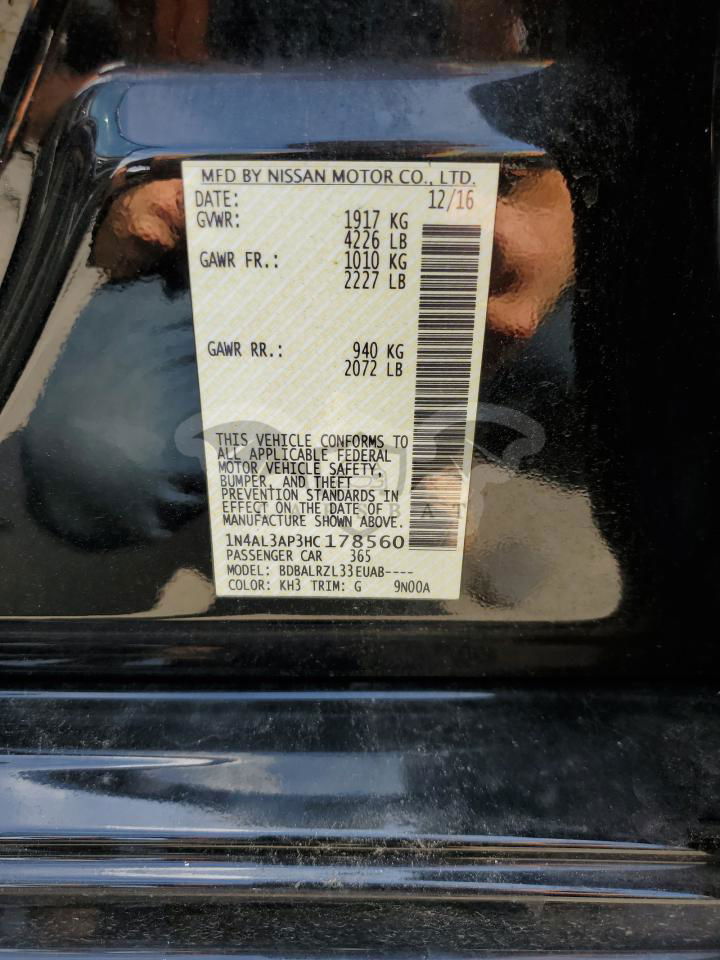 MFD BY NISSAN MOTOR CO., LTD.
DATE: 12/16
GVWR: 1917 KG
4226 LB
GAWR FR.: 1010 KG
2227 LB
GAWR RR.: 940 KG
2072 LB
THIS VEHICLE CONFORMS TO
ALL APPLICABLE FEDERAL
MOTOR VEHICLE SAFETY,
BUMPER, AND THEFT
PREVENTION STANDARDS IN
EFFECT ON THE DATE OF
MANUFACTURE SHOWN ABOVE.
1N4AL3AP3HC178560
PASSENGER CAR 365
MODEL: BDBALRZL33EUAB----
COLOR: KH3 TRIM: G 9N00A